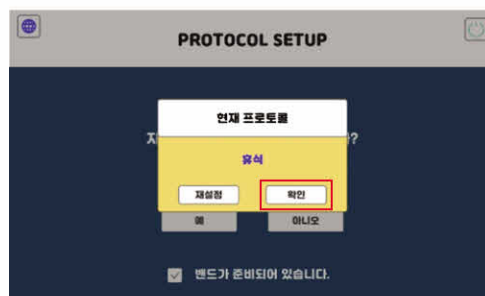 PROTOCOL SETUP
현재 프로토콜
지
?
휴식
재설정
확인
예
아니오
밴드가 준비되어 있습니다.